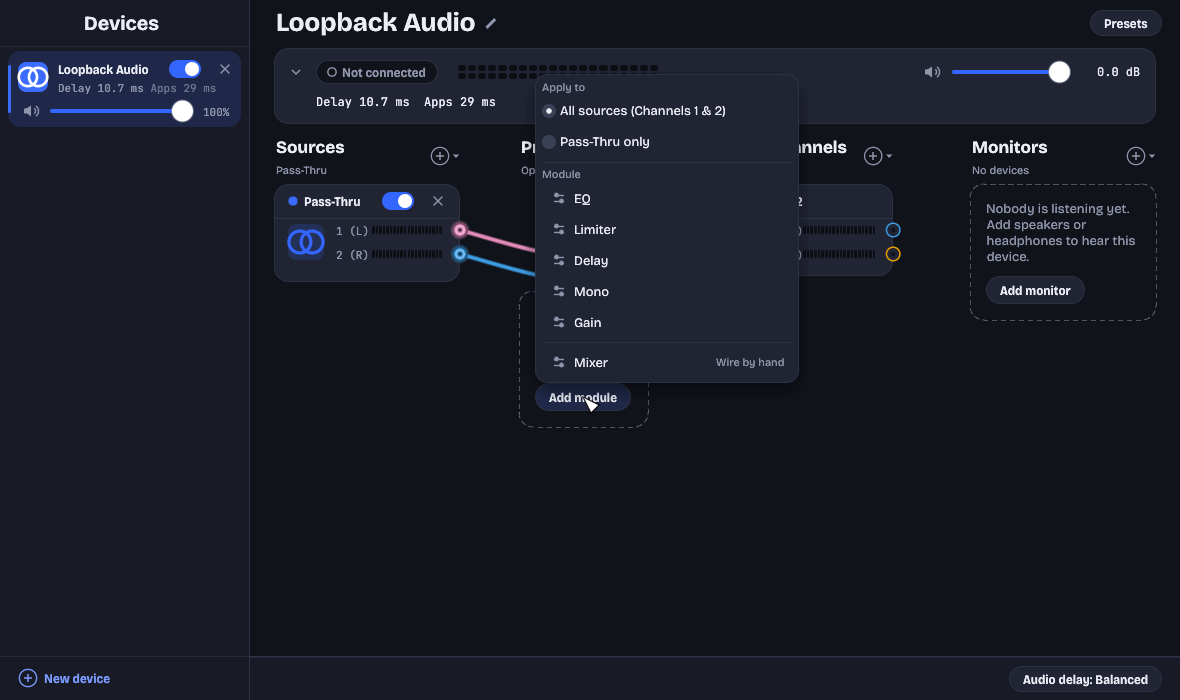 Devices
Loopback Audio
Delay 10.7 ms Apps 29 ms
100%
New device
Loopback Audio
Presets
Not connected
0.0 dB
Delay 10.7 ms Apps 29 ms
Sources
Pass-Thru
Pass-Thru
1 (L)
2 (R)
Apply to
All sources (Channels 1 & 2)
Pass-Thru only
Module
EQ
Limiter
Delay
Mono
Gain
Mixer
Wire by hand
Add module
Monitors
No devices
Nobody is listening yet.
Add speakers or
headphones to hear this
device.
Add monitor
Audio delay: Balanced